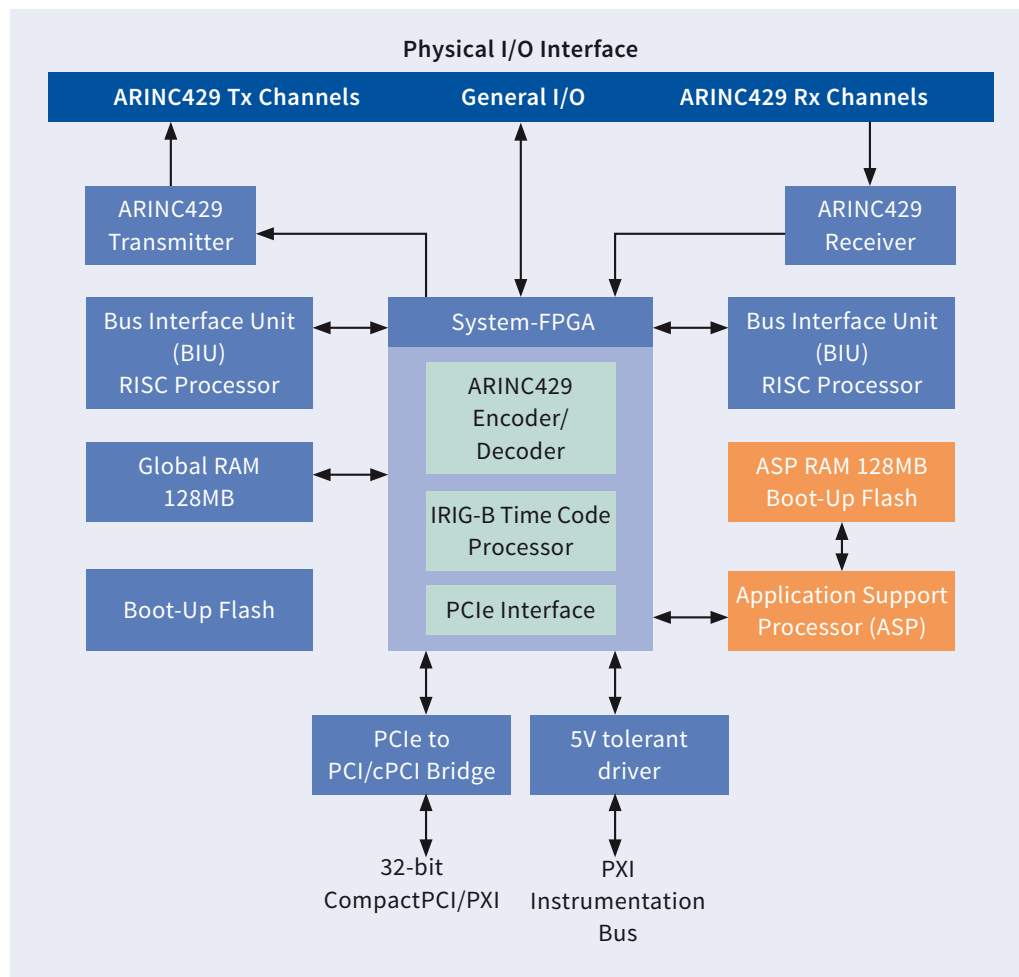 Physical I/O Interface
ARINC429 Tx Channels
General I/O
ARINC429 Rx Channels
ARINC429
Transmitter
ARINC429
Receiver
Bus Interface Unit
(BIU)
RISC Processor
System-FPGA
Bus Interface Unit
(BIU)
RISC Processor
ARINC429
Encoder/
Decoder
Global RAM
128MB
ASP RAM 128MB
Boot-Up Flash
IRIG-B Time Code
Processor
Boot-Up Flash
PCIe Interface
Application Support
Processor (ASP)
PCIe to
PCI/cPCI Bridge
5V tolerant
driver
32-bit
CompactPCI/PXI
PXI
Instrumentation
Bus